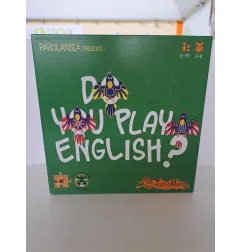 PAROLANDIA
PRESENTS:
DO
YOU PLAY
ENGLISH?